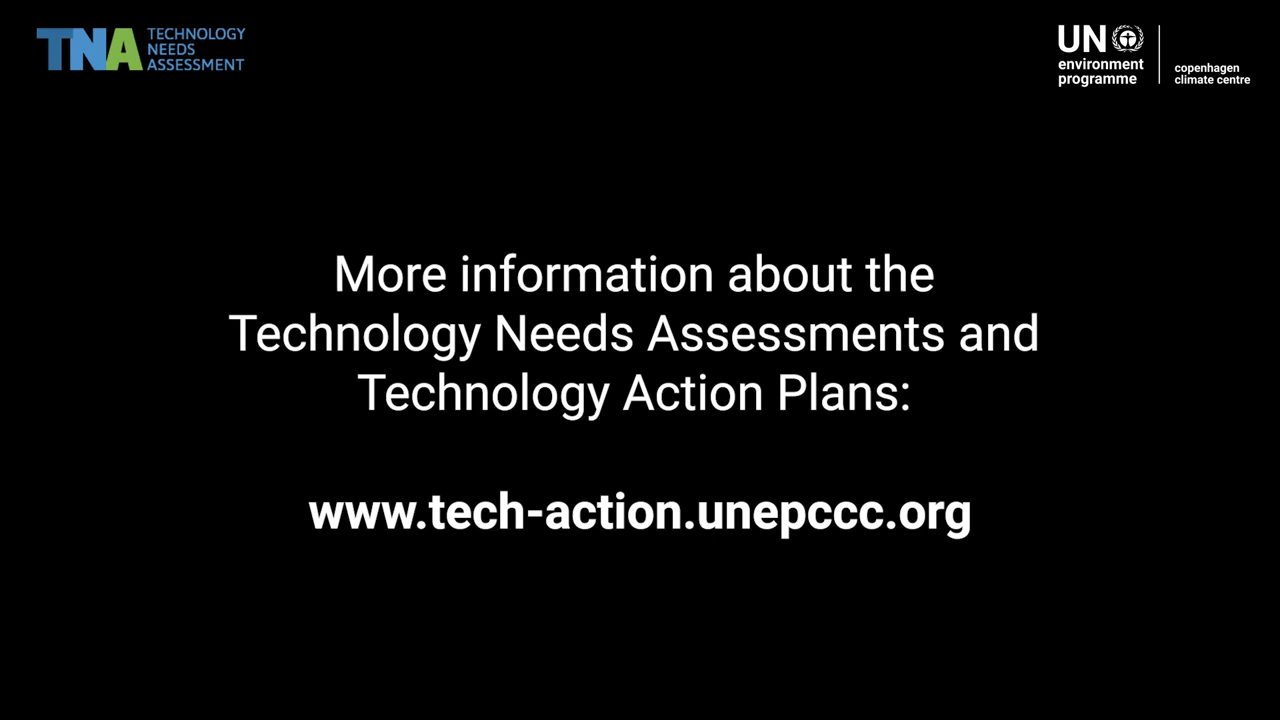 TNA TECHNOLOGY
NEEDS
ASSESSMENT
UN
environment
programme
copenhagen
climate centre
More information about the
Technology Needs Assessments and
Technology Action Plans:
www.tech-action.unepccc.org